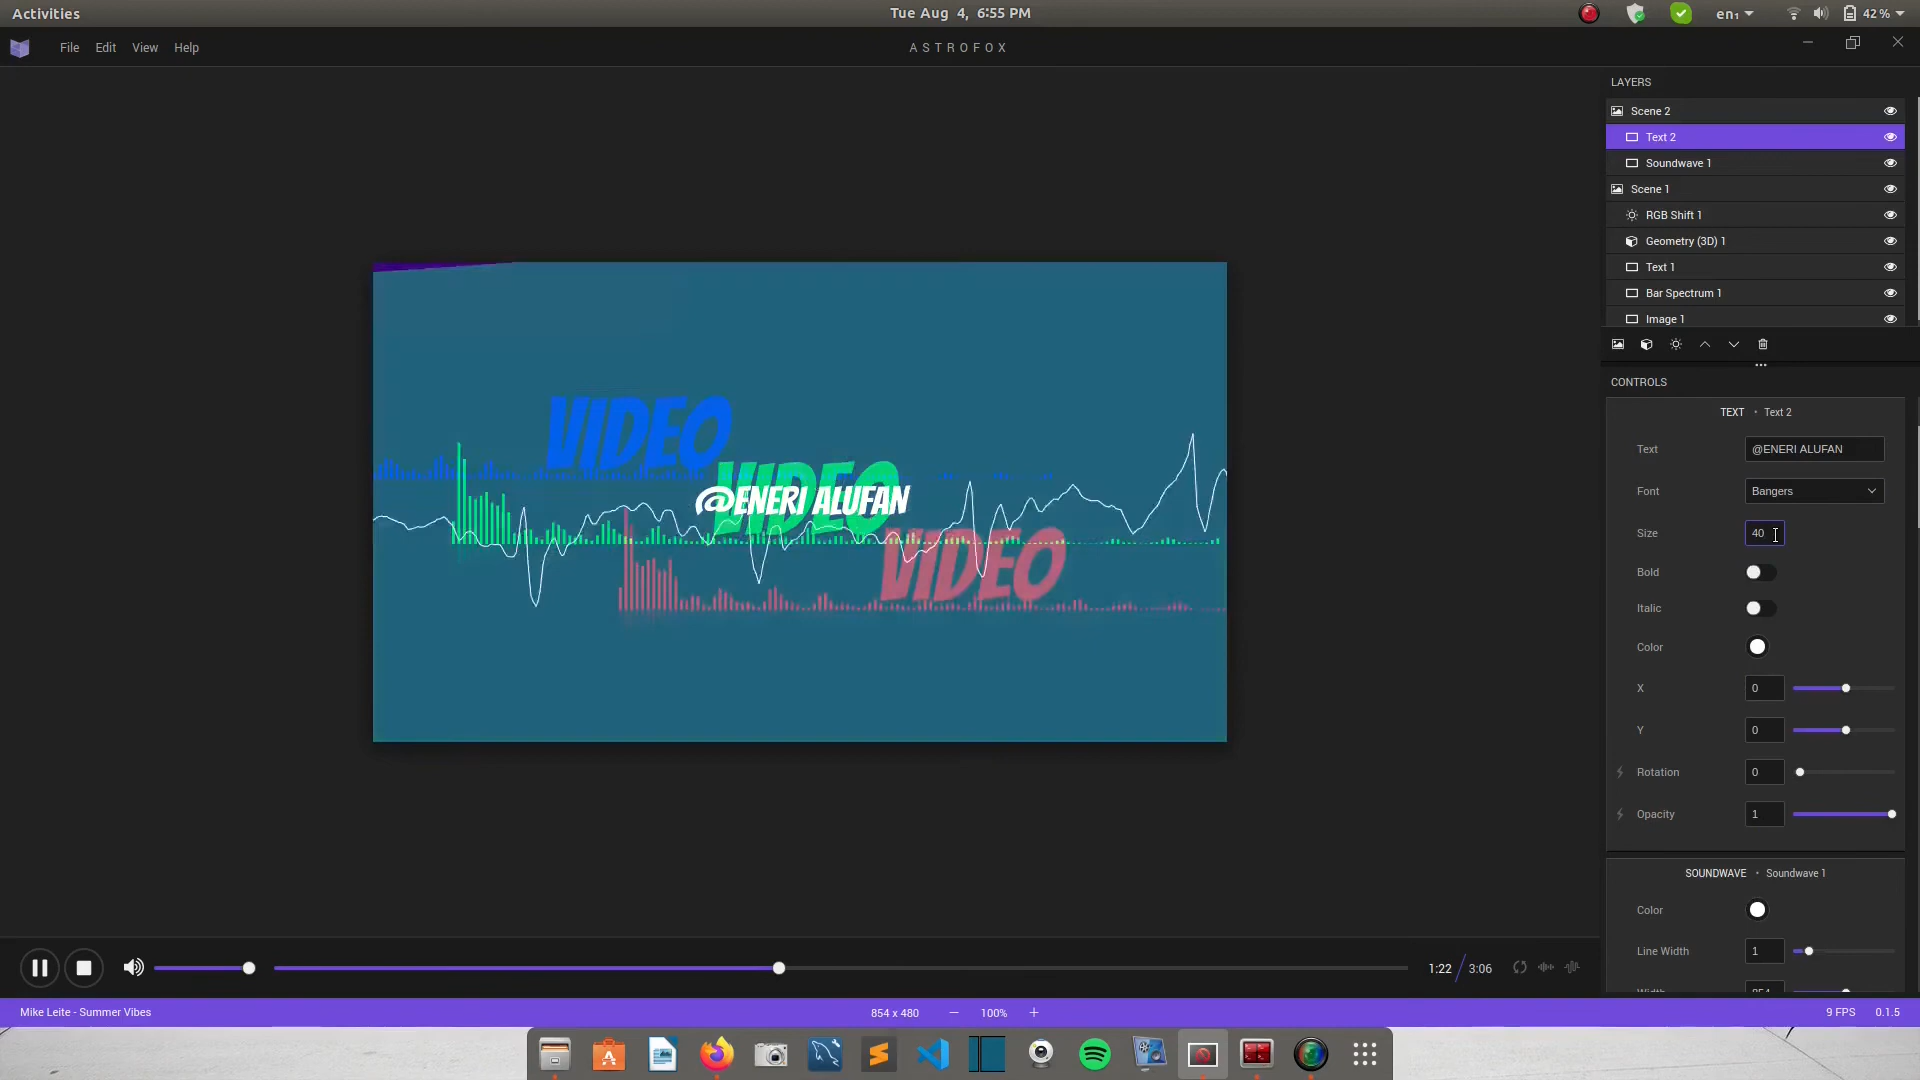 Activities
Tue Aug 4, 6:55 PM
en₁
42 %
File Edit View Help
ASTROFOX
LAYERS
Scene 2
Text 2
Soundwave 1
Scene 1
RGB Shift 1
Geometry (3D) 1
Text 1
Bar Spectrum 1
Image 1
CONTROLS
TEXT • Text 2
Text @ENERI ALUFAN
Font Bangers
Size 40
Bold
Italic
Color
X 0
Y 0
Rotation 0
Opacity 1
SOUNDWAVE • Soundwave 1
Color
Line Width 1
Width 854
VIDEO
VIDEO
@ENERI ALUFAN
VIDEO
1:22 / 3:06
Mike Leite - Summer Vibes
854 x 480
100%
9 FPS
0.1.5